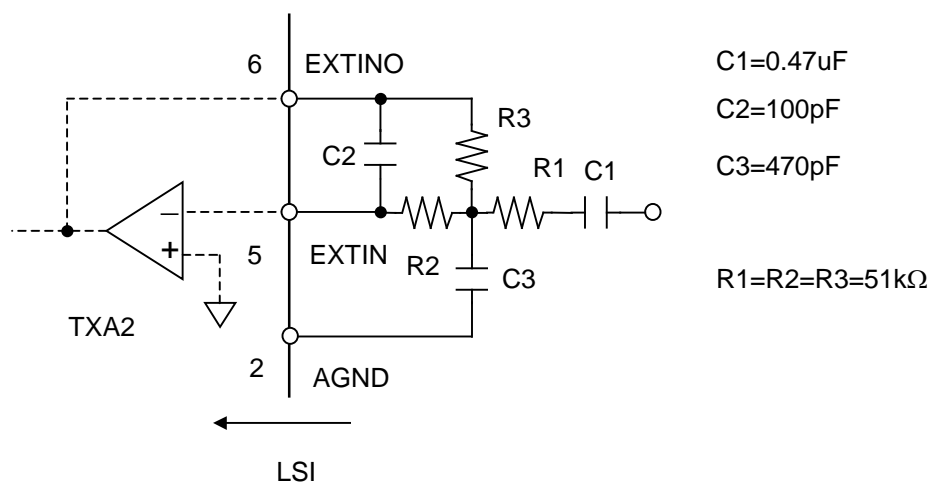 6 EXTINO
C1=0.47uF
C2=100pF
R3
C2
C3=470pF
R1 C1
−
+
5 EXTIN
R2 C3
R1=R2=R3=51kΩ
TXA2
2 AGND
LSI